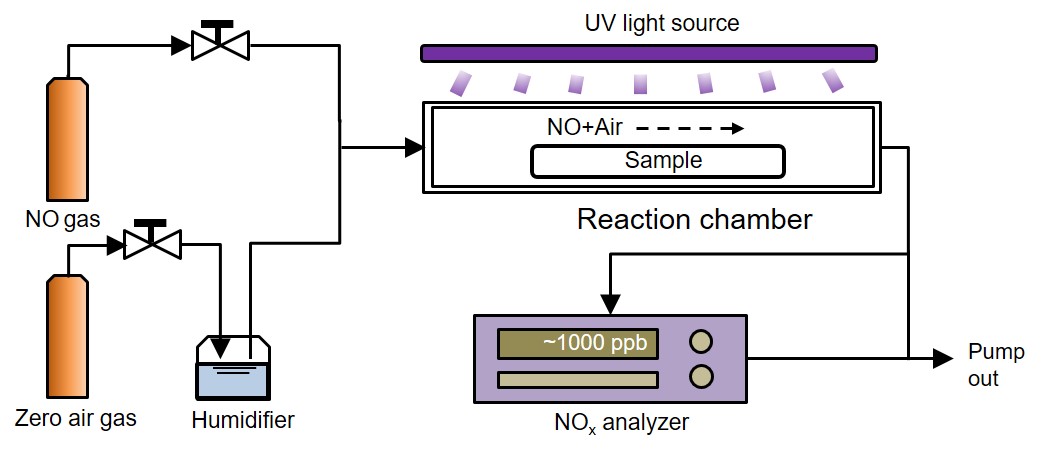 UV light source
NO+Air
Sample
NO gas
Reaction chamber
~1000 ppb
Pump
out
Zero air gas
Humidifier
NOx analyzer